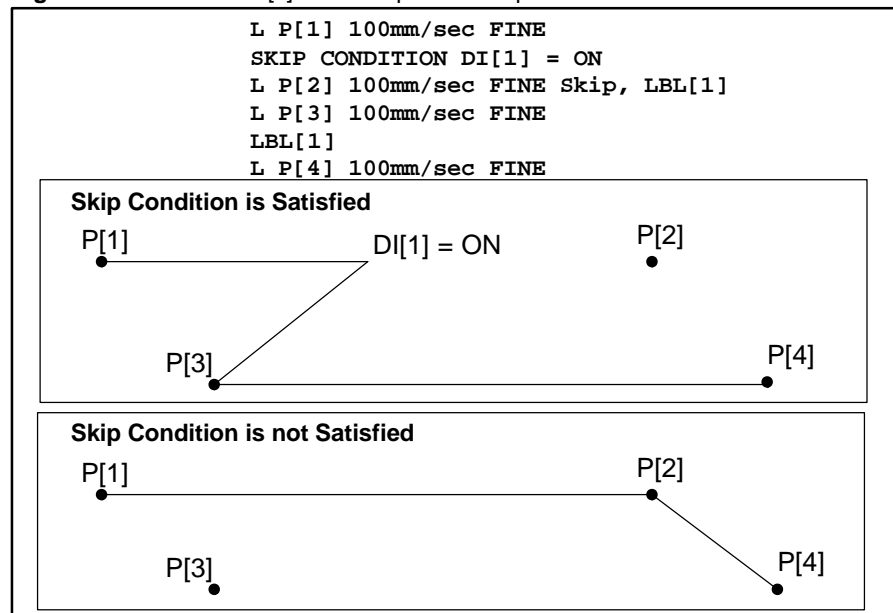 L P[1] 100mm/sec FINE
SKIP CONDITION DI[1] = ON
L P[2] 100mm/sec FINE Skip, LBL[1]
L P[3] 100mm/sec FINE
LBL[1]
L P[4] 100mm/sec FINE
Skip Condition is Satisfied
P[1]
DI[1] = ON
P[2]
P[3]
P[4]
Skip Condition is not Satisfied
P[1]
P[2]
P[3]
P[4]